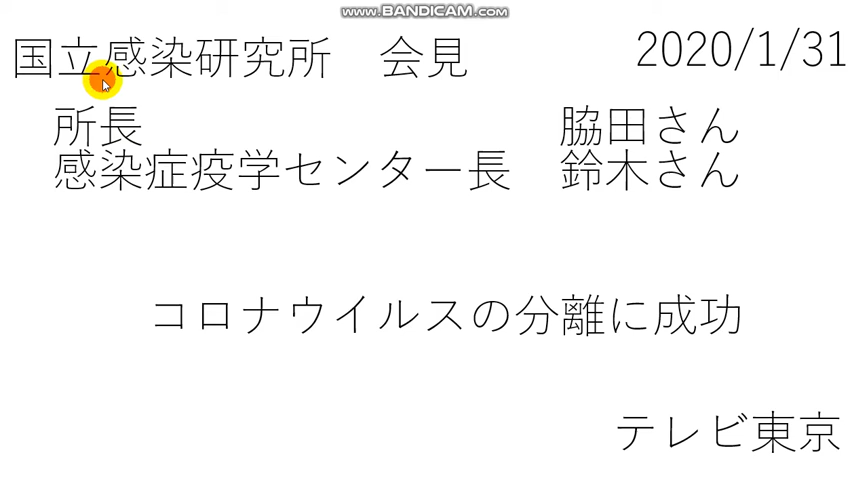 www.BANDICAM.com
国立感染研究所　会見　2020/1/31
所長　脇田さん
感染症疫学センター長　鈴木さん
コロナウイルスの分離に成功
テレビ東京